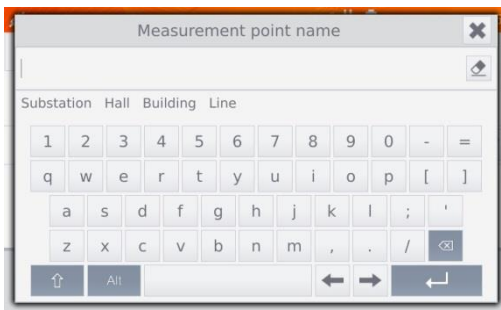 Measurement point name
Substation Hall Building Line
1 2 3 4 5 6 7 8 9 0 - =
q w e r t y u i o p [ ]
a s d f g h j k l ; '
z x c v b n m , . /
Alt